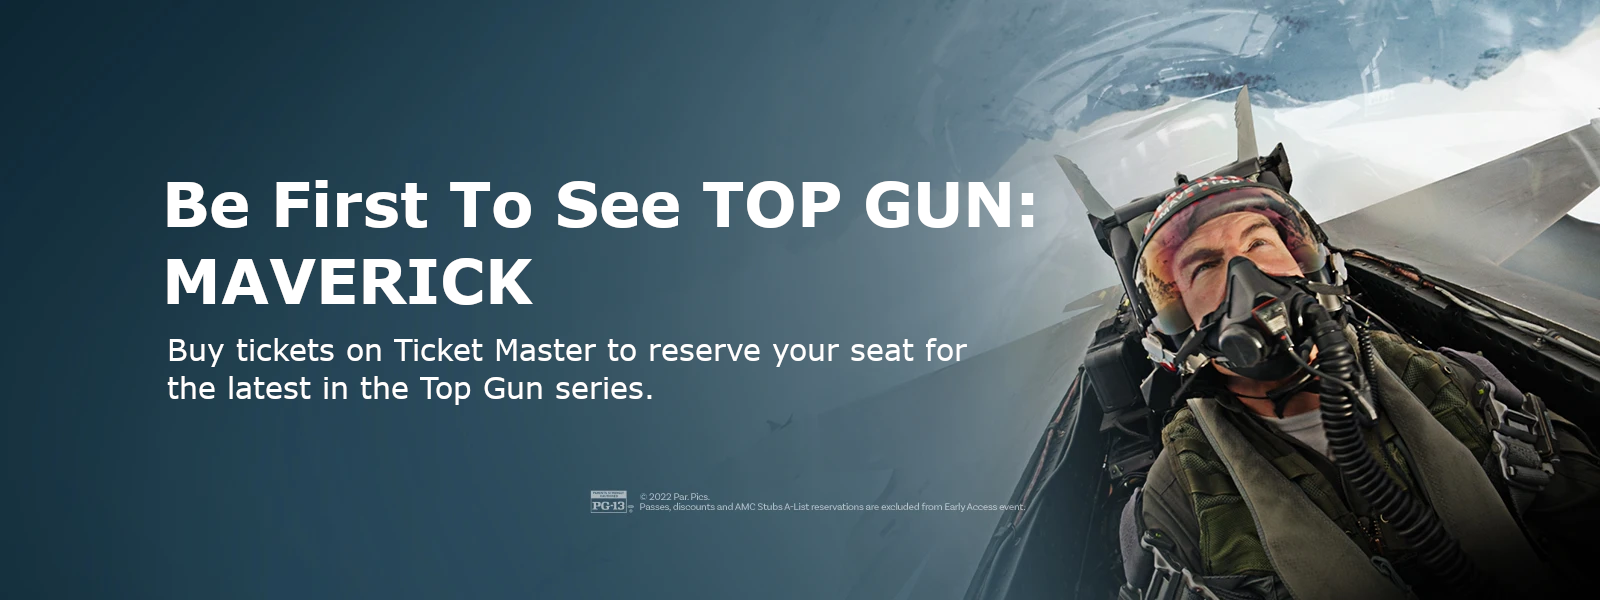 Be First To See TOP GUN:
MAVERICK
Buy tickets on Ticket Master to reserve your seat for
the latest in the Top Gun series.
PG-13
© 2022 Par. Pics.
Passes, discounts and AMC Stubs A-List reservations are excluded from Early Access event.
MAVERICK